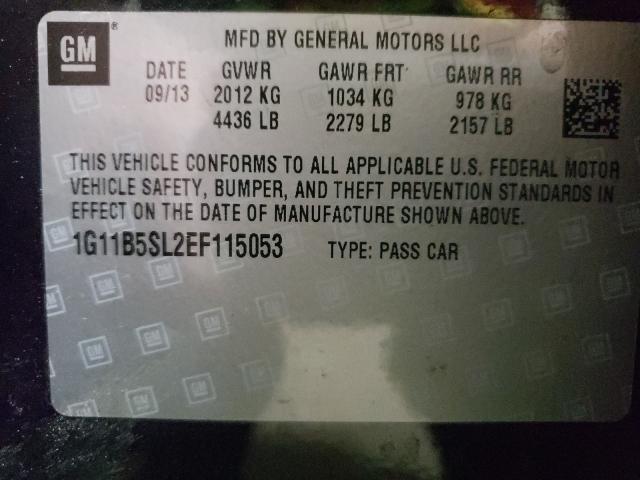 GM ®
MFD BY GENERAL MOTORS LLC
DATE GVWR GAWR FRT GAWR RR
09/13 2012 KG 1034 KG 978 KG
4436 LB 2279 LB 2157 LB
THIS VEHICLE CONFORMS TO ALL APPLICABLE U.S. FEDERAL MOTOR
VEHICLE SAFETY, BUMPER, AND THEFT PREVENTION STANDARDS IN
EFFECT ON THE DATE OF MANUFACTURE SHOWN ABOVE.
1G11B5SL2EF115053 TYPE: PASS CAR